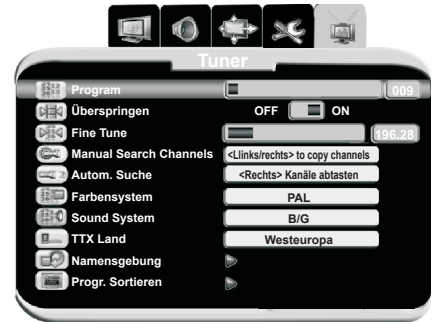 Tuner
Program 009
Überspringen OFF ON
Fine Tune 196.28
Manual Search Channels <Llinks/rechts> to copy channels
Autom. Suche <Rechts> Kanäle abtasten
Farbensystem PAL
Sound System B/G
TTX Land Westeuropa
Namensgebung
Progr. Sortieren